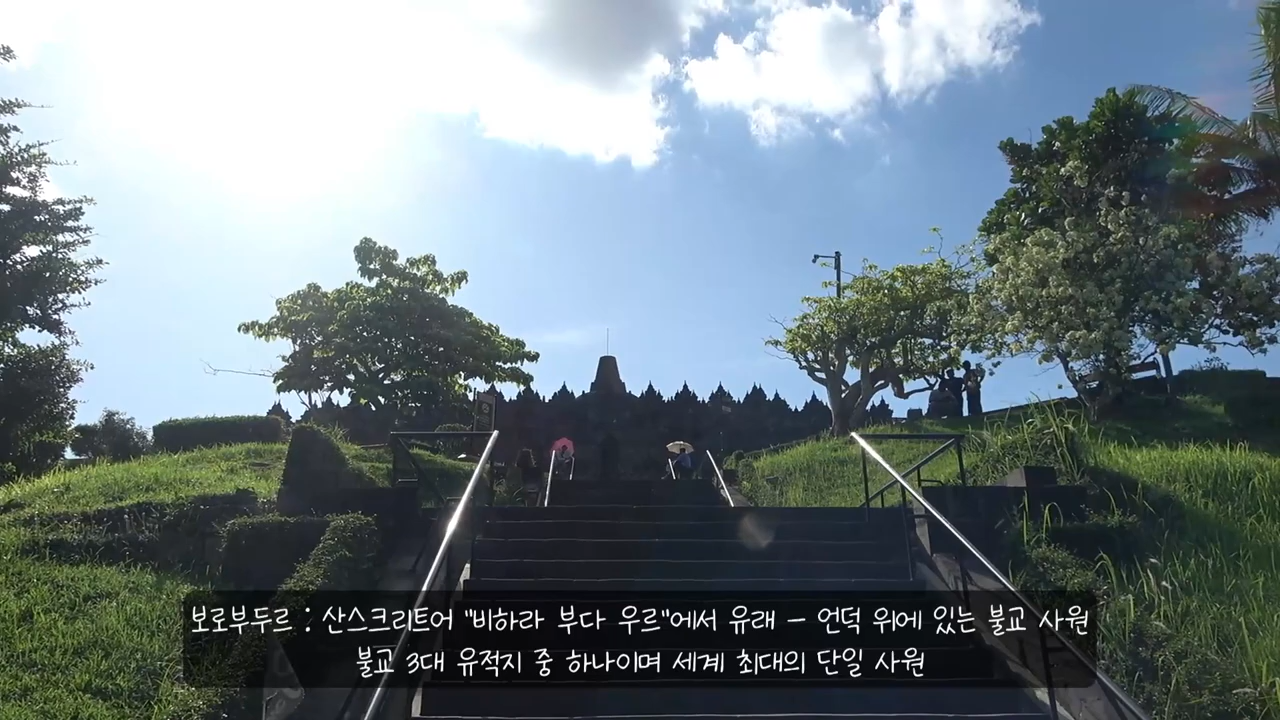 보로부두르 : 산스크리트어 "비하라 부다 우르"에서 유래 - 언덕 위에 있는 불교 사원
불교 3대 유적지 중 하나이며 세계 최대의 단일 사원